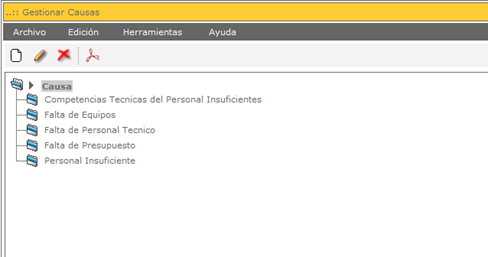 ..:: Gestionar Causas
Archivo Edición Herramientas Ayuda
Causa
Competencias Tecnicas del Personal Insuficientes
Falta de Equipos
Falta de Personal Tecnico
Falta de Presupuesto
Personal Insuficiente